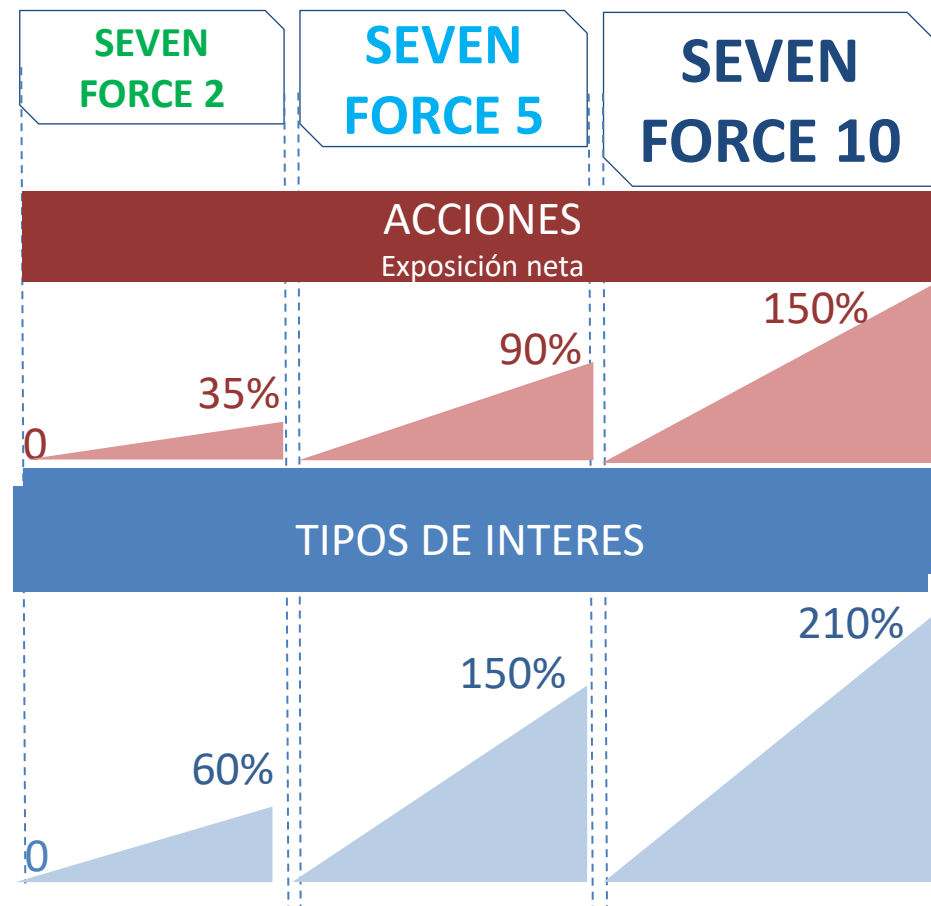 SEVEN
FORCE 2
SEVEN
FORCE 5
SEVEN
FORCE 10
ACCIONES
Exposición neta
0
35%
90%
150%
TIPOS DE INTERES
0
60%
150%
210%